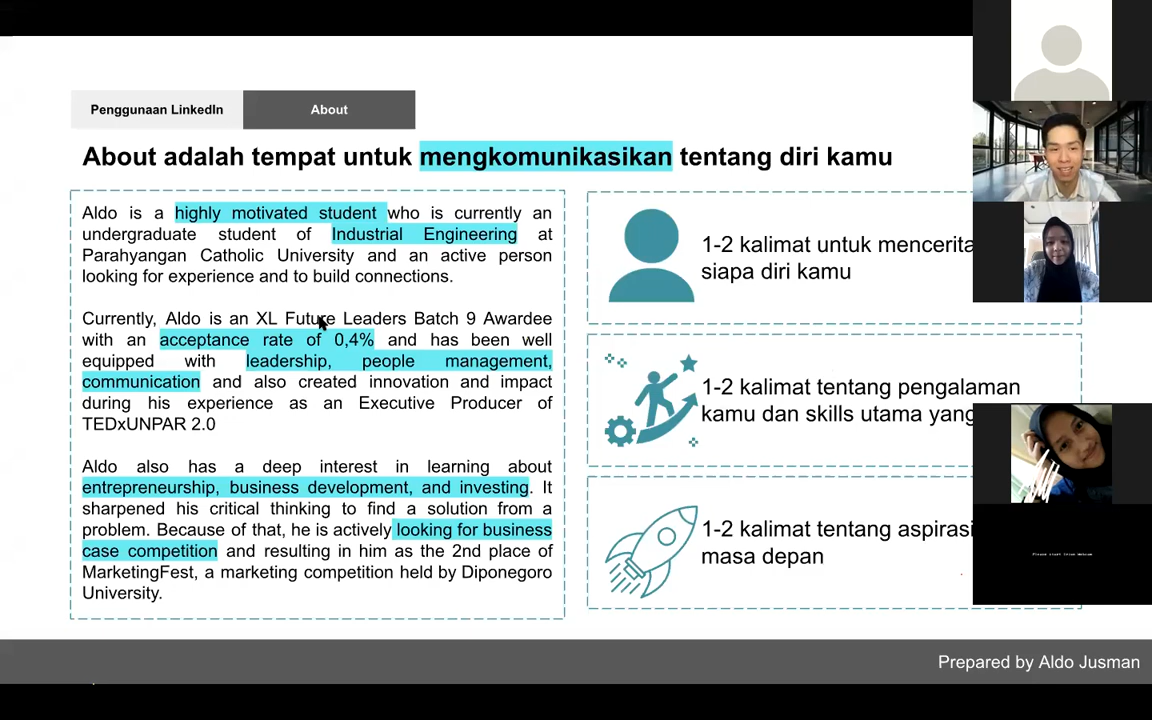 Penggunaan LinkedIn
About
About adalah tempat untuk mengkomunikasikan tentang diri kamu
Aldo is a highly motivated student who is currently an
undergraduate student of Industrial Engineering at
Parahyangan Catholic University and an active person
looking for experience and to build connections.
Currently, Aldo is an XL Future Leaders Batch 9 Awardee
with an acceptance rate of 0,4% and has been well
equipped with leadership, people management,
communication and also created innovation and impact
during his experience as an Executive Producer of
TEDxUNPAR 2.0
Aldo also has a deep interest in learning about
entrepreneurship, business development, and investing. It
sharpened his critical thinking to find a solution from a
problem. Because of that, he is actively looking for business
case competition and resulting in him as the 2nd place of
MarketingFest, a marketing competition held by Diponegoro
University.
1-2 kalimat untuk mencerita
siapa diri kamu
1-2 kalimat tentang pengalaman
kamu dan skills utama yang
1-2 kalimat tentang aspirasi
masa depan
Prepared by Aldo Jusman